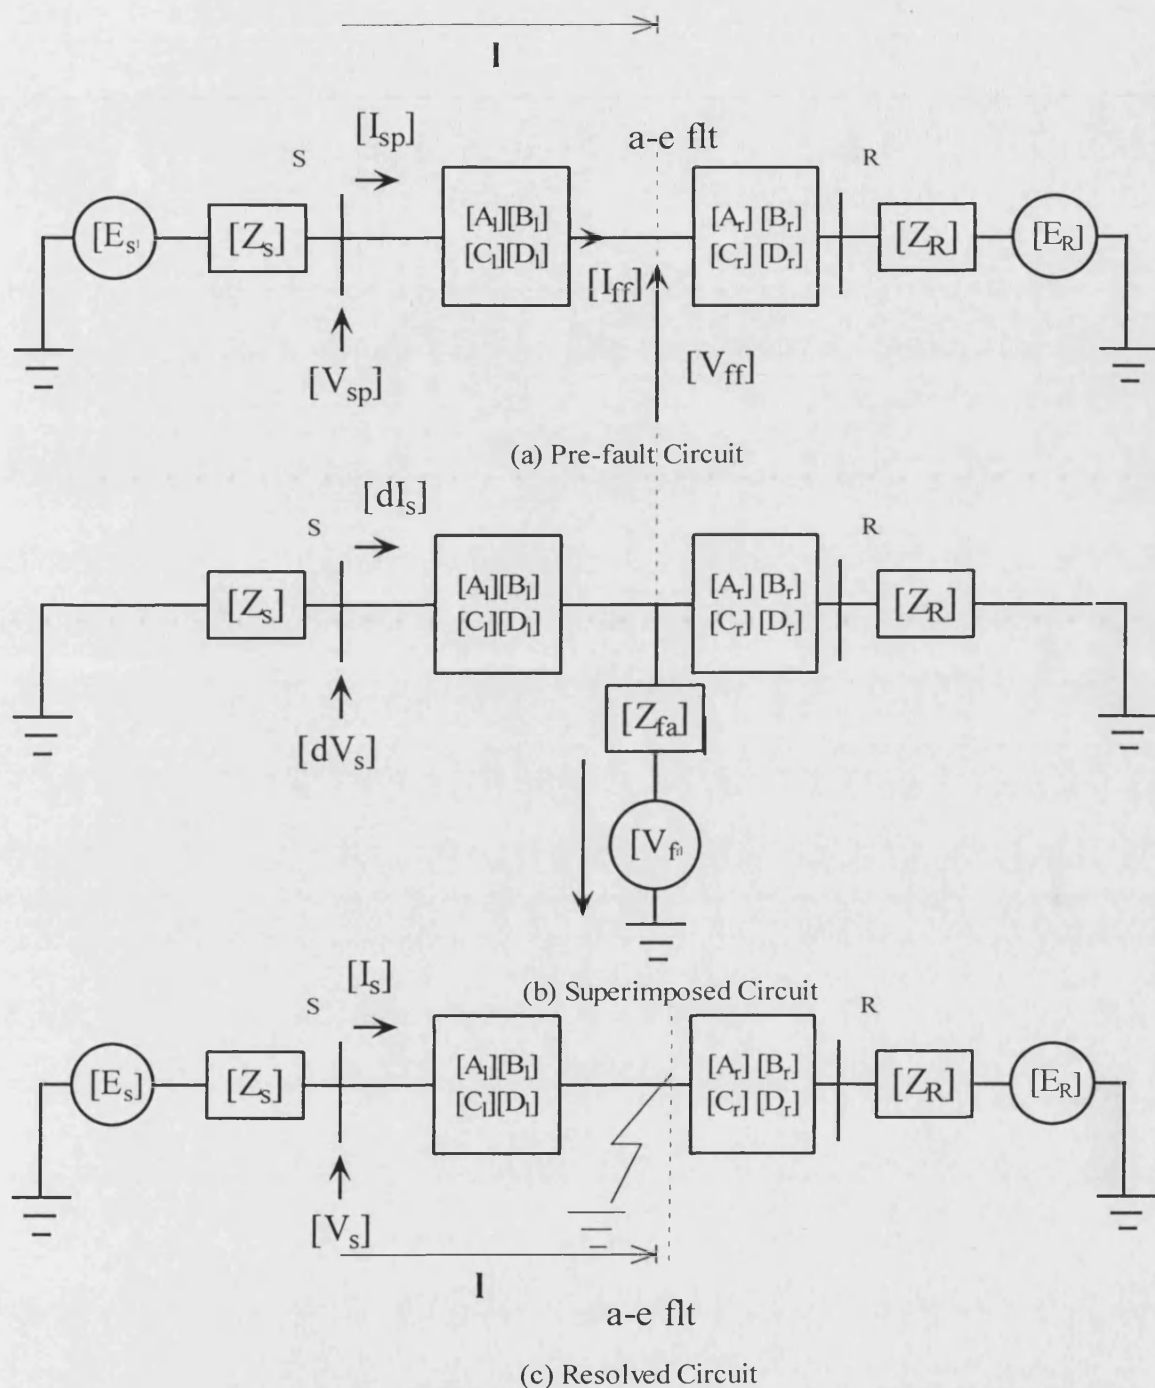 l
[I_sp]
a-e flt
S
R
[E_s]
[Z_s]
[A_l][B_l]
[C_l][D_l]
[A_r] [B_r]
[C_r] [D_r]
[Z_R]
[E_R]
[I_ff]
[V_sp]
[V_ff]
(a) Pre-fault Circuit
[dI_s]
S
R
[Z_s]
[A_l][B_l]
[C_l][D_l]
[A_r] [B_r]
[C_r] [D_r]
[Z_R]
[Z_fa]
[dV_s]
[V_f
(b) Superimposed Circuit
[I_s]
S
R
[E_s]
[Z_s]
[A_l][B_l]
[C_l][D_l]
[A_r] [B_r]
[C_r] [D_r]
[Z_R]
[E_R]
[V_s]
l
a-e flt
(c) Resolved Circuit